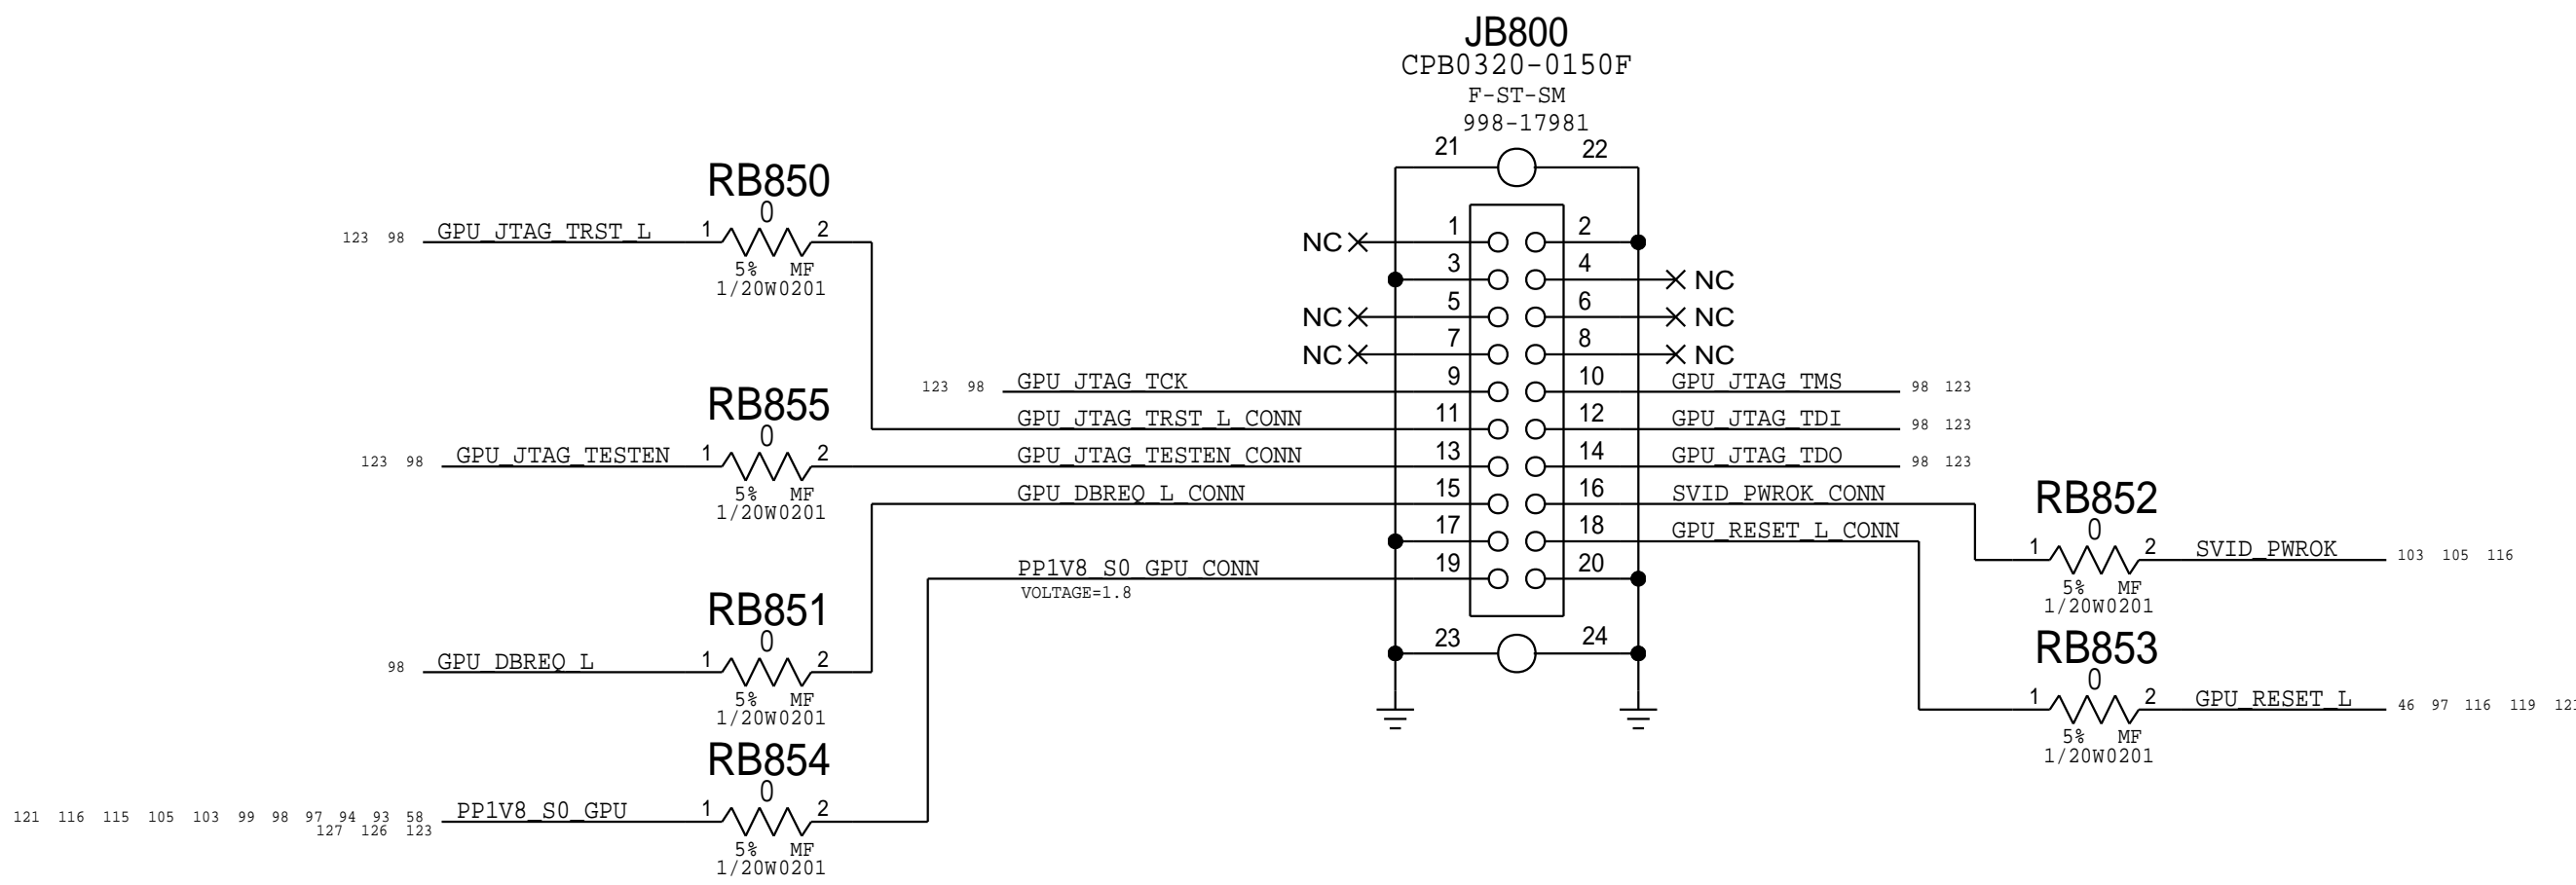 JB800
CPB0320-0150F
F-ST-SM
998-17981
21 22
RB850
0
123 98 GPU_JTAG_TRST_L 1 2
5% MF
1/20W0201
NC 1 2
3 4 NC
NC 5 6 NC
NC 7 8 NC
123 98 GPU_JTAG_TCK 9 10 GPU_JTAG_TMS 98 123
RB855
0
GPU_JTAG_TRST_L_CONN 11 12 GPU_JTAG_TDI 98 123
123 98 GPU_JTAG_TESTEN 1 2 GPU_JTAG_TESTEN_CONN 13 14 GPU_JTAG_TDO 98 123
5% MF
1/20W0201
GPU_DBREQ_L_CONN 15 16 SVID_PWROK_CONN
17 18 GPU_RESET_L_CONN
RB852
0
1 2 SVID_PWROK 103 105 116
5% MF
1/20W0201
PP1V8_S0_GPU_CONN 19 20
VOLTAGE=1.8
RB851
0
98 GPU_DBREQ_L 1 2
5% MF
1/20W0201
23 24
RB853
0
1 2 GPU_RESET_L 46 97 116 119
5% MF
1/20W0201
RB854
0
121 116 115 105 103 99 98 97 94 93 58 PP1V8_S0_GPU 1 2
127 126 123
5% MF
1/20W0201